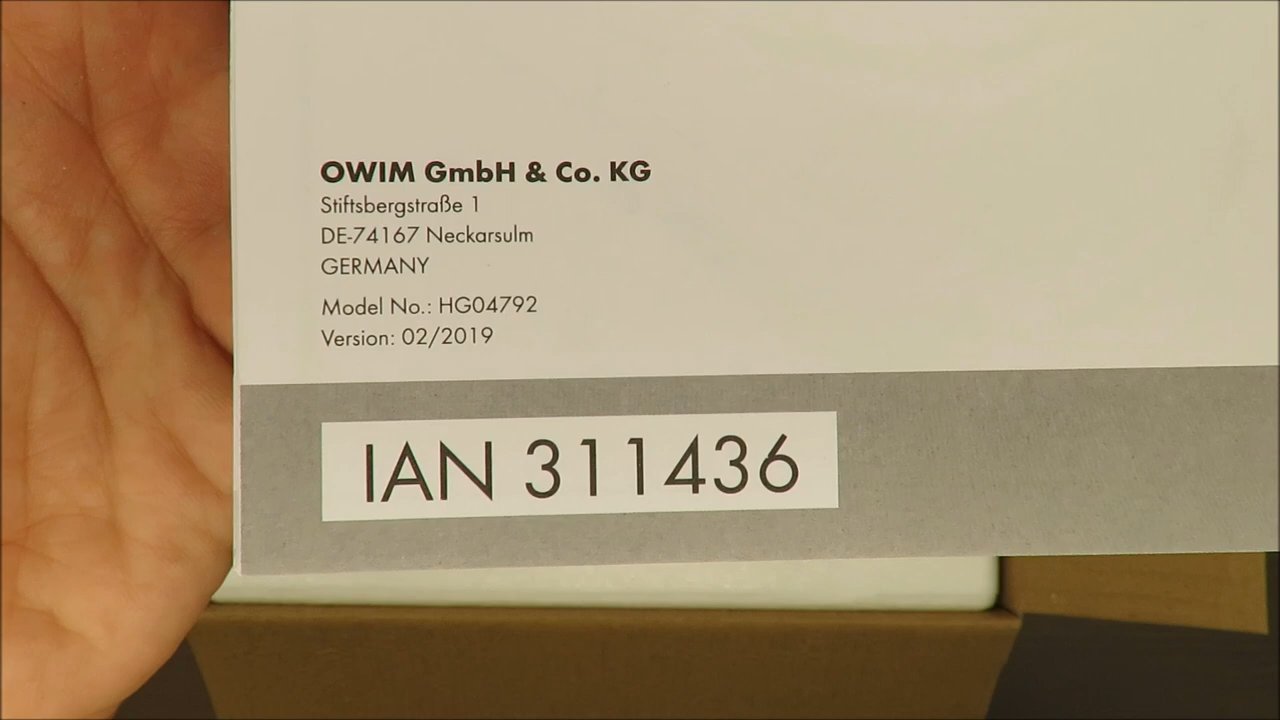 OWIM GmbH & Co. KG
Stiftsbergstraße 1
DE-74167 Neckarsulm
GERMANY
Model No.: HG04792
Version: 02/2019
IAN 311436